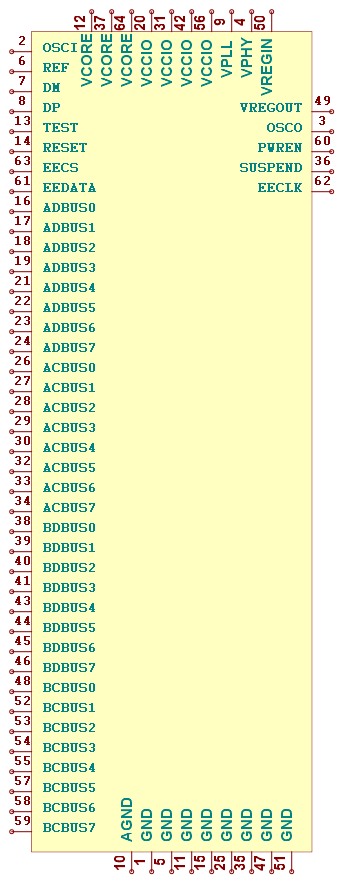 12 37 64 20 31 42 56 9 4 50
VCORE VCORE VCORE VCCIO VCCIO VCCIO VCCIO VPLL VPHY VREGIN
2 OSCI
6 REF
7 DM
8 DP VREGOUT 49
13 TEST OSCO 3
14 RESET PWREN 60
63 EECS SUSPEND 36
61 EEDATA EECLK 62
16 ADBUS0
17 ADBUS1
18 ADBUS2
19 ADBUS3
21 ADBUS4
22 ADBUS5
23 ADBUS6
24 ADBUS7
26 ACBUS0
27 ACBUS1
28 ACBUS2
29 ACBUS3
30 ACBUS4
32 ACBUS5
33 ACBUS6
34 ACBUS7
38 BDBUS0
39 BDBUS1
40 BDBUS2
41 BDBUS3
43 BDBUS4
44 BDBUS5
45 BDBUS6
46 BDBUS7
48 BCBUS0
52 BCBUS1
53 BCBUS2
54 BCBUS3
55 BCBUS4
57 BCBUS5
58 BCBUS6
59 BCBUS7
AGND GND GND GND GND GND GND GND GND
10 1 5 11 15 25 35 47 51